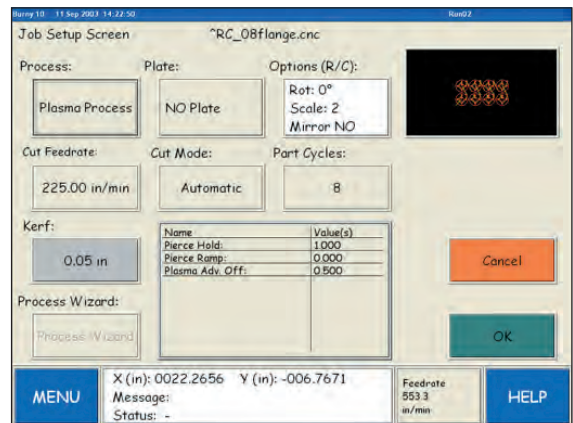 Burny 10 11 Sep 2003 14:22:50 Run02
Job Setup Screen ^RC_08flange.cnc
Process: Plate: Options (R/C):
Plasma Process NO Plate
Rot: 0°
Scale: 2
Mirror NO
Cut Feedrate: Cut Mode: Part Cycles:
225.00 in/min Automatic 8
Kerf:
0.05 in
Name Value(s)
Pierce Hold: 1.000
Pierce Ramp: 0.000
Plasma Adv. Off: 0.500
Cancel
Process Wizard:
Process Wizard
OK
MENU
X (in): 0022.2656 Y (in): -006.7671
Message:
Status: -
Feedrate
553.3
in/min
HELP